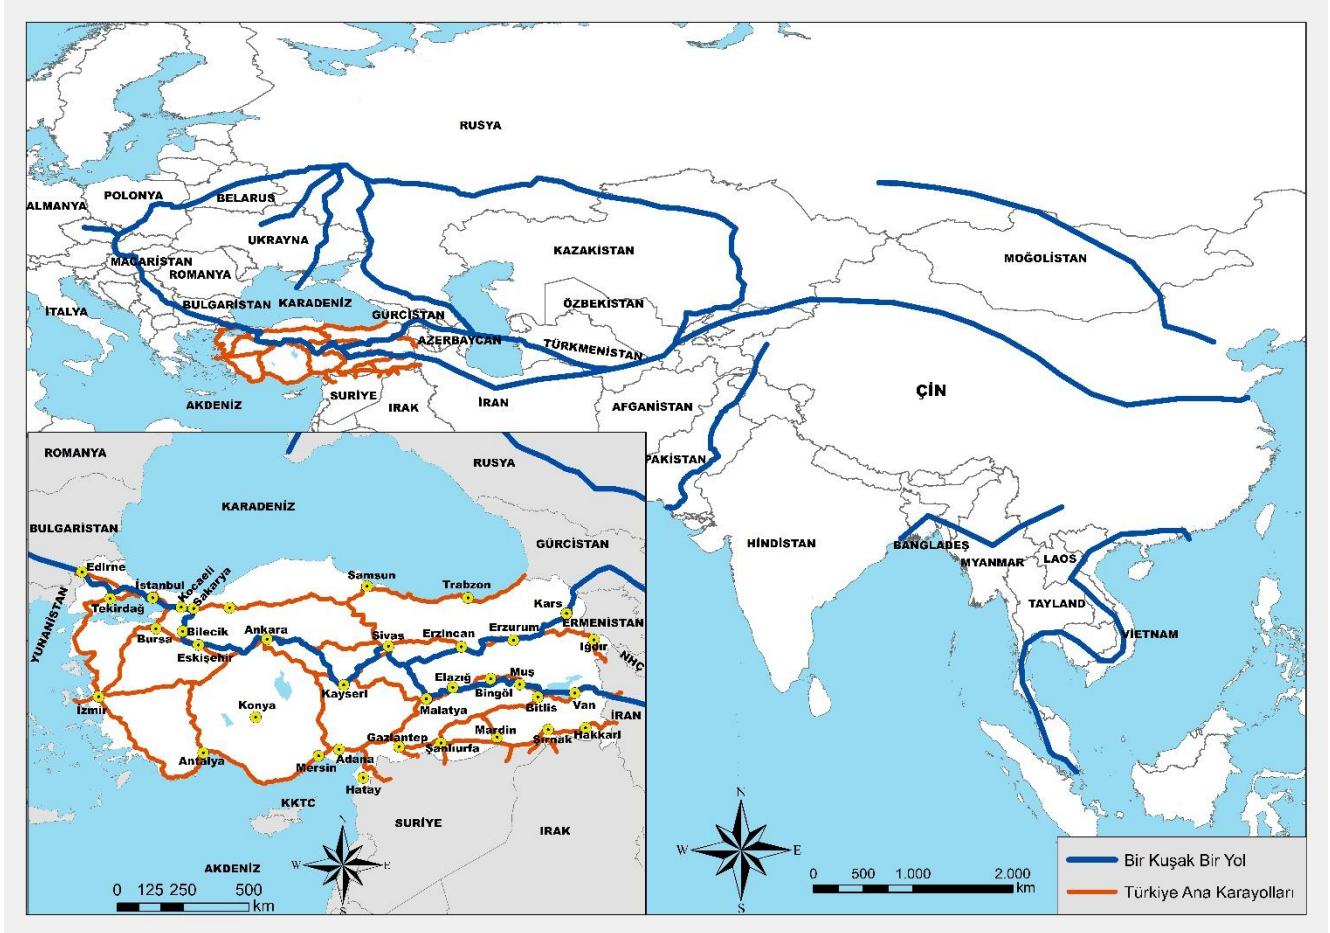 RUSYA
POLONYA
BELARUS
ALMANYA
UKRAYNA
KAZAKİSTAN
MOĞOLİSTAN
MACARİSTAN
ROMANYA
BULGARİSTAN
KARADENİZ
ÖZBEKİSTAN
İTALYA
GÜRCİSTAN
AZERBAYCAN
TÜRKMENİSTAN
ÇİN
SURİYE
AKDENİZ
IRAK
İRAN
AFGANİSTAN
PAKİSTAN
HİNDİSTAN
BANGLADEŞ
MYANMAR
LAOS
TAYLAND
VİETNAM
ROMANYA
RUSYA
KARADENİZ
BULGARİSTAN
GÜRCİSTAN
Edirne
İstanbul
Kocaeli
Sakarya
Samsun
Trabzon
Tekirdağ
Kars
ERMENİSTAN
YUNANİSTAN
Bursa
Bilecik
Ankara
Sivas
Erzincan
Erzurum
Iğdır
NHÇ
Eskişehir
Elazığ
Muş
Kayseri
Bingöl
İzmir
Konya
Malatya
Bitlis
Van
İRAN
Gaziantep
Mardin
Antalya
Mersin
Adana
Şanlıurfa
Şırnak
Hakkari
Hatay
KKTC
SURİYE
IRAK
AKDENİZ
N
W E
S
0 125 250 500
km
N
W E
S
0 500 1.000 2.000
km
Bir Kuşak Bir Yol
Türkiye Ana Karayolları